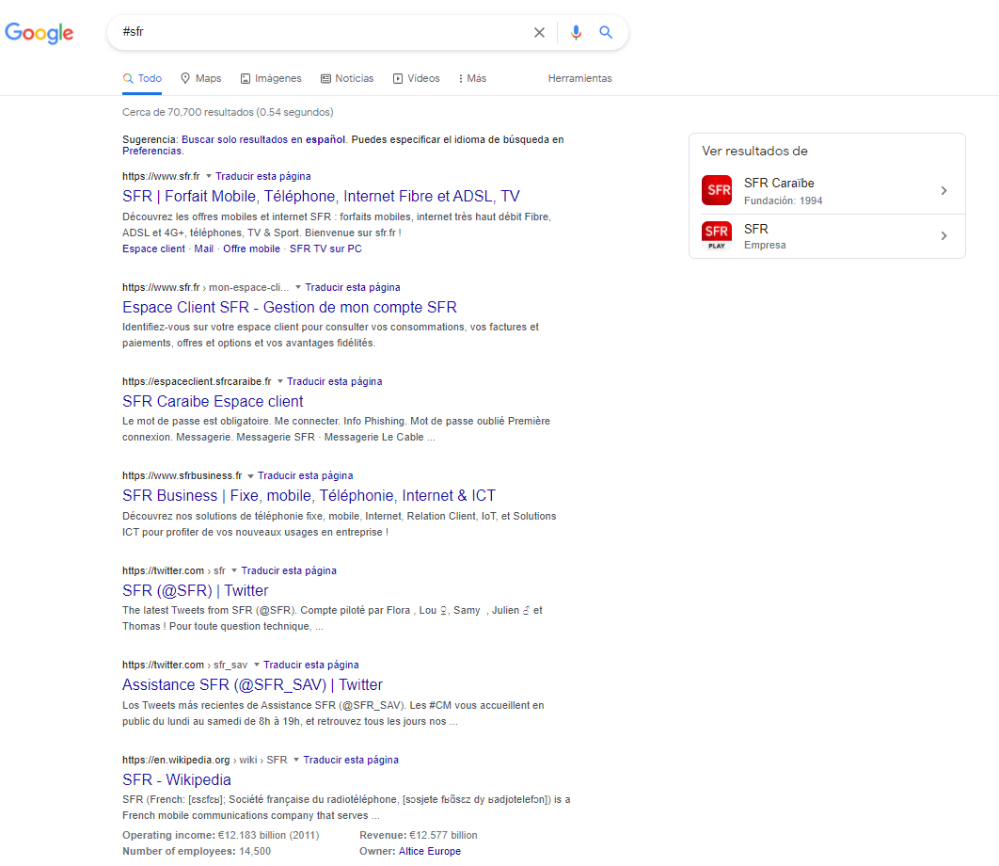 Google
#sfr
Todo Maps Imágenes Noticias Vídeos Más Herramientas
Cerca de 70,700 resultados (0.54 segundos)
Sugerencia: Buscar solo resultados en español. Puedes especificar el idioma de búsqueda en
Preferencias.
https://www.sfr.fr Traducir esta página
SFR | Forfait Mobile, Téléphone, Internet Fibre et ADSL, TV
Découvrez les offres mobiles et internet SFR : forfaits mobiles, internet très haut débit Fibre,
ADSL et 4G+, téléphones, TV & Sport. Bienvenue sur sfr.fr !
Espace client · Mail · Offre mobile · SFR TV sur PC
https://www.sfr.fr › mon-espace-cli... Traducir esta página
Espace Client SFR - Gestion de mon compte SFR
Identifiez-vous sur votre espace client pour consulter vos consommations, vos factures et
paiements, offres et options et vos avantages fidélités.
https://espaceclient.sfrcaraibe.fr Traducir esta página
SFR Caraibe Espace client
Le mot de passe est obligatoire. Me connecter. Info Phishing. Mot de passe oublié Première
connexion. Messagerie. Messagerie SFR · Messagerie Le Cable ...
https://www.sfrbusiness.fr Traducir esta página
SFR Business | Fixe, mobile, Téléphonie, Internet & ICT
Découvrez nos solutions de téléphonie fixe, mobile, Internet, Relation Client, IoT, et Solutions
ICT pour profiter de vos nouveaux usages en entreprise !
https://twitter.com › sfr Traducir esta página
SFR (@SFR) | Twitter
The latest Tweets from SFR (@SFR). Compte piloté par Flora , Lou ♀, Samy , Julien ♂ et
Thomas ! Pour toute question technique, ...
https://twitter.com › sfr_sav Traducir esta página
Assistance SFR (@SFR_SAV) | Twitter
Los Tweets más recientes de Assistance SFR (@SFR_SAV). Les #CM vous accueillent en
public du lundi au samedi de 8h à 19h, et retrouvez tous les jours nos ...
https://en.wikipedia.org › wiki › SFR Traducir esta página
SFR - Wikipedia
SFR (French: [ɛsɛfɛʁ]; Société française du radiotéléphone, [sɔsjete fʁɑ̃sɛz dy ʁadjotelefɔn]) is a
French mobile communications company that serves ...
Operating income: €12.183 billion (2011) Revenue: €12.577 billion
Number of employees: 14,500 Owner: Altice Europe
Ver resultados de
SFR
SFR Caraïbe
Fundación: 1994
SFR
PLAY
SFR
Empresa